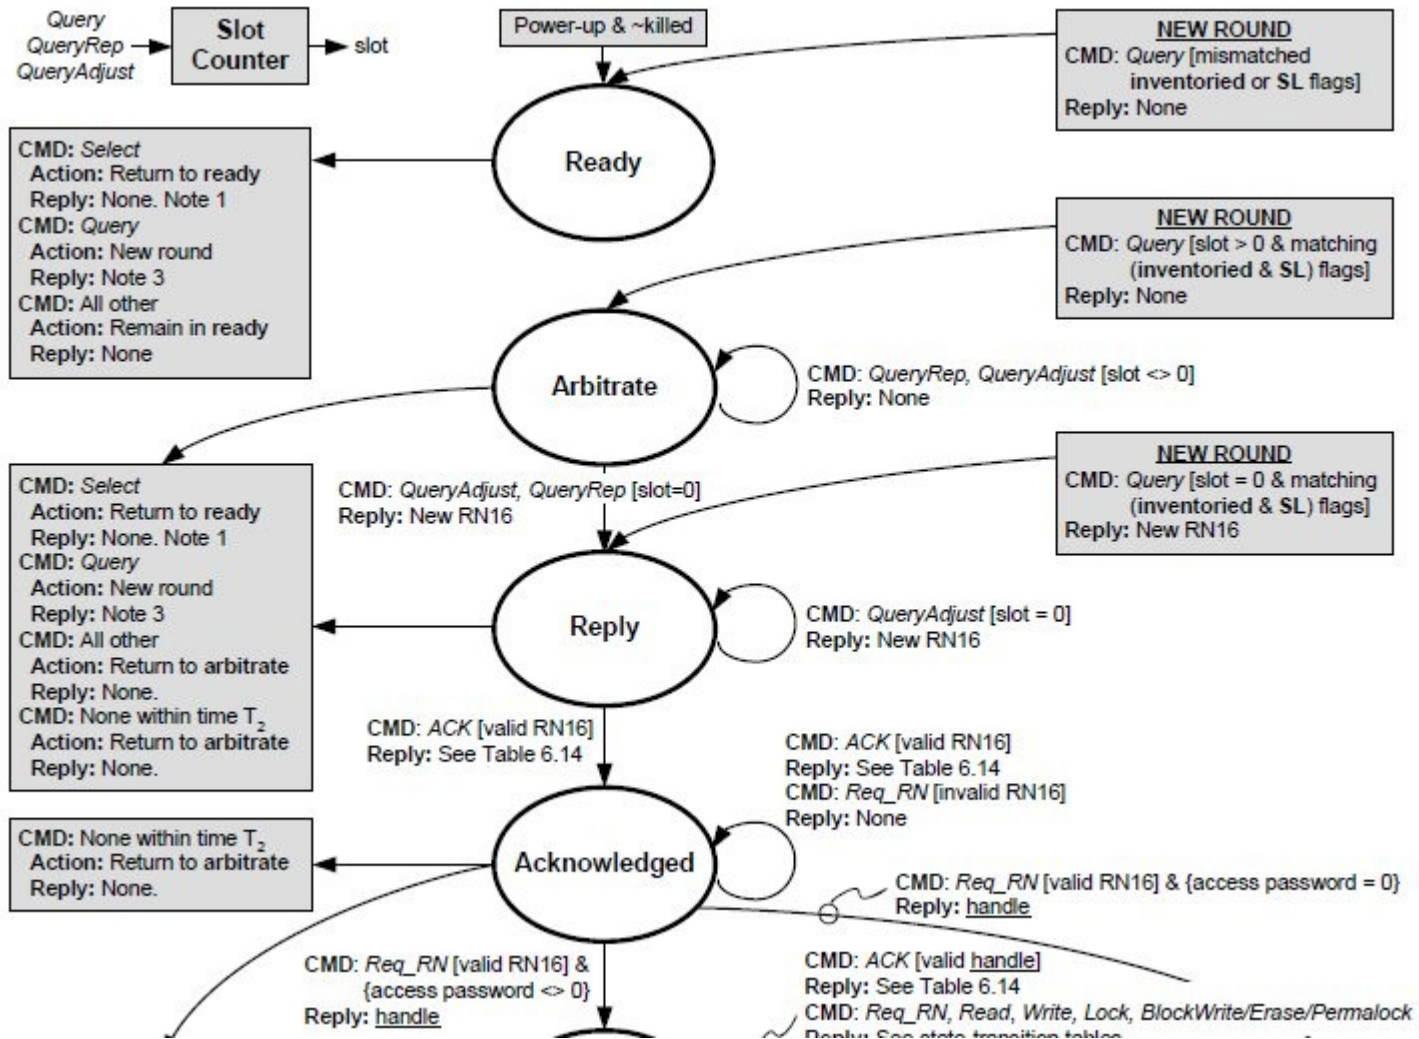 Query
QueryRep
QueryAdjust
Slot
Counter
slot
Power-up & ~killed
NEW ROUND
CMD: Query [mismatched
inventoried or SL flags]
Reply: None
Ready
CMD: Select
Action: Return to ready
Reply: None. Note 1
CMD: Query
Action: New round
Reply: Note 3
CMD: All other
Action: Remain in ready
Reply: None
NEW ROUND
CMD: Query [slot > 0 & matching
(inventoried & SL) flags]
Reply: None
Arbitrate
CMD: QueryRep, QueryAdjust [slot <> 0]
Reply: None
NEW ROUND
CMD: Query [slot = 0 & matching
(inventoried & SL) flags]
Reply: New RN16
CMD: QueryAdjust, QueryRep [slot=0]
Reply: New RN16
CMD: Select
Action: Return to ready
Reply: None. Note 1
CMD: Query
Action: New round
Reply: Note 3
CMD: All other
Action: Return to arbitrate
Reply: None.
CMD: None within time T2
Action: Return to arbitrate
Reply: None.
Reply
CMD: QueryAdjust [slot = 0]
Reply: New RN16
CMD: ACK [valid RN16]
Reply: See Table 6.14
CMD: ACK [valid RN16]
Reply: See Table 6.14
CMD: Req_RN [invalid RN16]
Reply: None
CMD: None within time T2
Action: Return to arbitrate
Reply: None.
Acknowledged
CMD: Req_RN [valid RN16] & {access password = 0}
Reply: handle
CMD: Req_RN [valid RN16] &
{access password <> 0}
Reply: handle
CMD: ACK [valid handle]
Reply: See Table 6.14
CMD: Req_RN, Read, Write, Lock, BlockWrite/Erase/Permalock
Reply: See state-transition tables